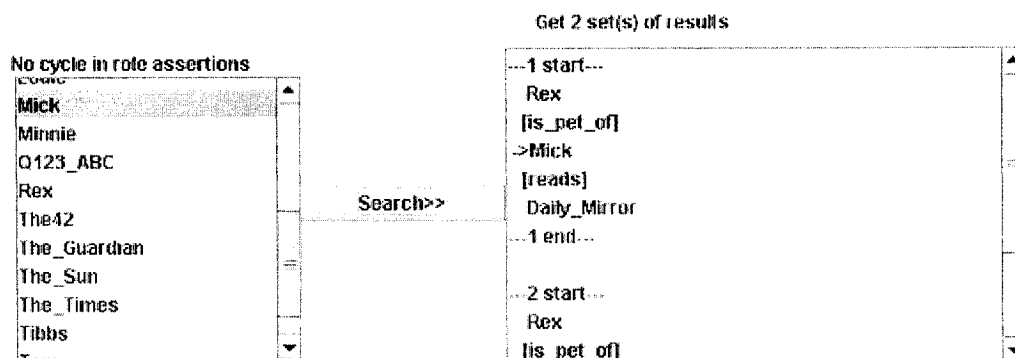 Get 2 set(s) of results
No cycle in role assertions
Mick
Minnie
Q123_ABC
Rex
The42
The_Guardian
The_Sun
The_Times
Tibbs
Search>>
---1 start---
Rex
[is_pet_of]
->Mick
[reads]
Daily_Mirror
---1 end---
---2 start---
Rex
[is_pet_of]